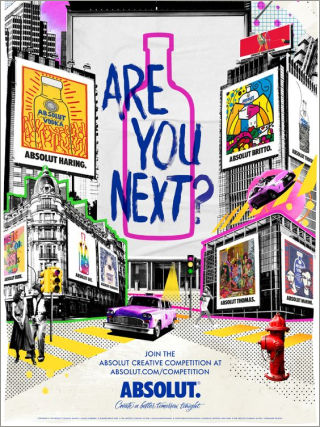 ARE
YOU
NEXT?
ABSOLUT
VODKA
ABSOLUT HARING.
ABSOLUT BRITTO.
ABSOLUT THOMAS.
JOIN THE
ABSOLUT CREATIVE COMPETITION AT
ABSOLUT.COM/COMPETITION
ABSOLUT.
Create a better tomorrow, tonight